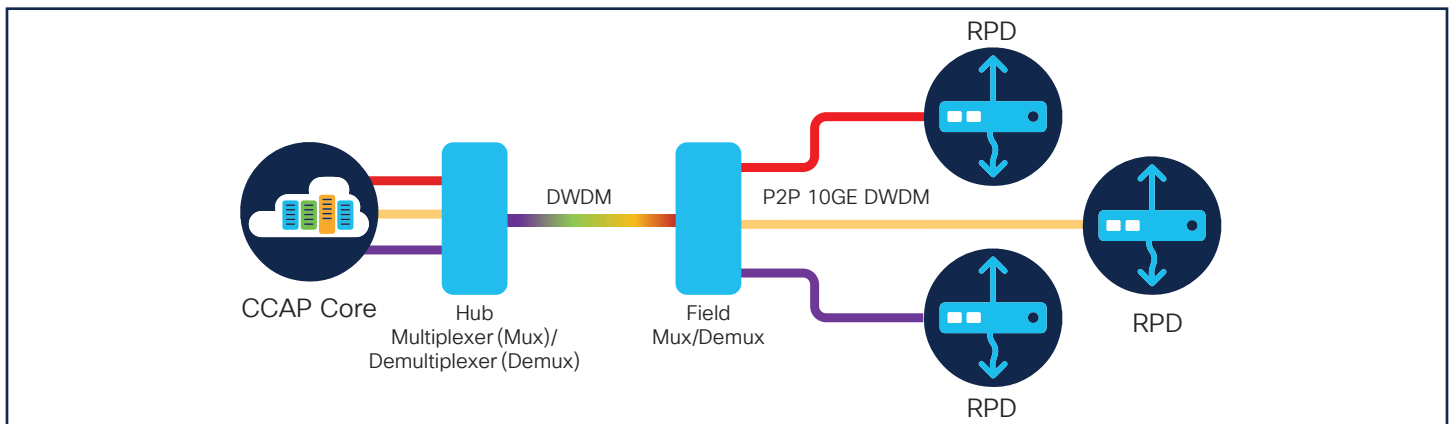 RPD
DWDM
P2P 10GE DWDM
CCAP Core
Hub
Multiplexer (Mux)/
Demultiplexer (Demux)
Field
Mux/Demux
RPD
RPD